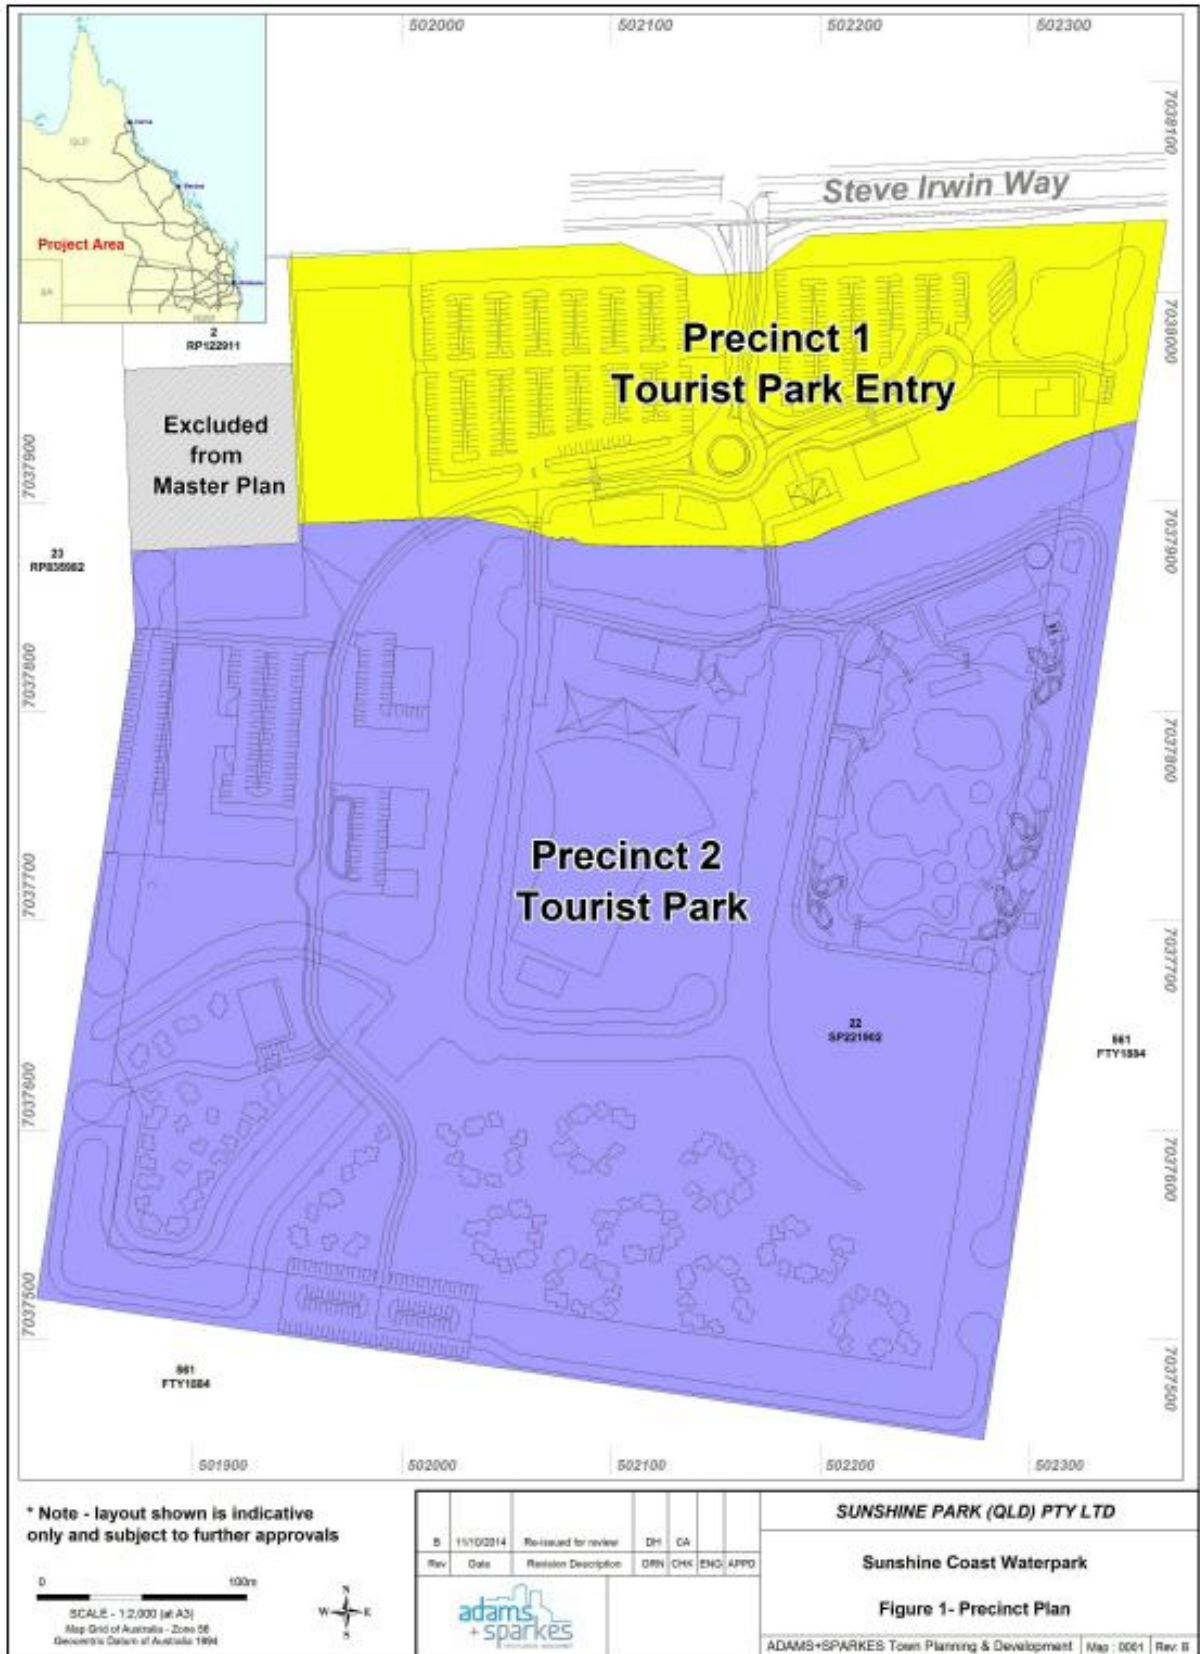 502000
502100
502200
502300
7038100
QLD
Project Area
Steve Irwin Way
2
RP122911
7038000
Precinct 1
Tourist Park Entry
Excluded
from
Master Plan
7037900
7037900
23
7037800
7037800
Precinct 2
Tourist Park
7037700
7037700
22
SP221902
FTY1884
7037600
7037600
7037500
7037500
FTY1884
501900
502000
502100
502200
502300
* Note - layout shown is indicative
only and subject to further approvals
0
100m
SCALE - 1:2,000 (at A3)
Map Grid of Australia - Zone 56
Geocentric Datum of Australia 1994
N
W
E
S
B
11/10/2014
Re-issued for review
DH
CA
Rev
Date
Revision Description
DRN
CHK
ENG
APPD
adams
+ sparkes
SUNSHINE PARK (QLD) PTY LTD
Sunshine Coast Waterpark
Figure 1- Precinct Plan
ADAMS+SPARKES Town Planning & Development
Map : 0001
Rev: B